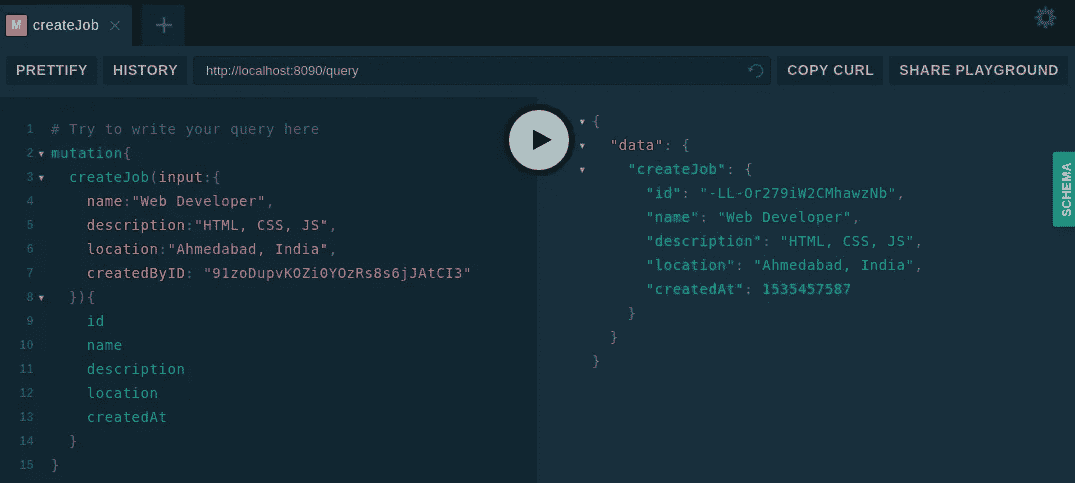 M createJob
PRETTIFY HISTORY http://localhost:8090/query COPY CURL SHARE PLAYGROUND
1 # Try to write your query here
2 mutation{
3 createJob(input:{
4 name:"Web Developer",
5 description:"HTML, CSS, JS",
6 location:"Ahmedabad, India",
7 createdByID: "91zoDupvKOZi0YOzRs8s6jJAtCI3"
8 }){
9 id
10 name
11 description
12 location
13 createdAt
14 }
15 }
{
"data": {
"createJob": {
"id": "-LL-Or279iW2CMhawzNb",
"name": "Web Developer",
"description": "HTML, CSS, JS",
"location": "Ahmedabad, India",
"createdAt": 1535457587
}
}
}
SCHEMA